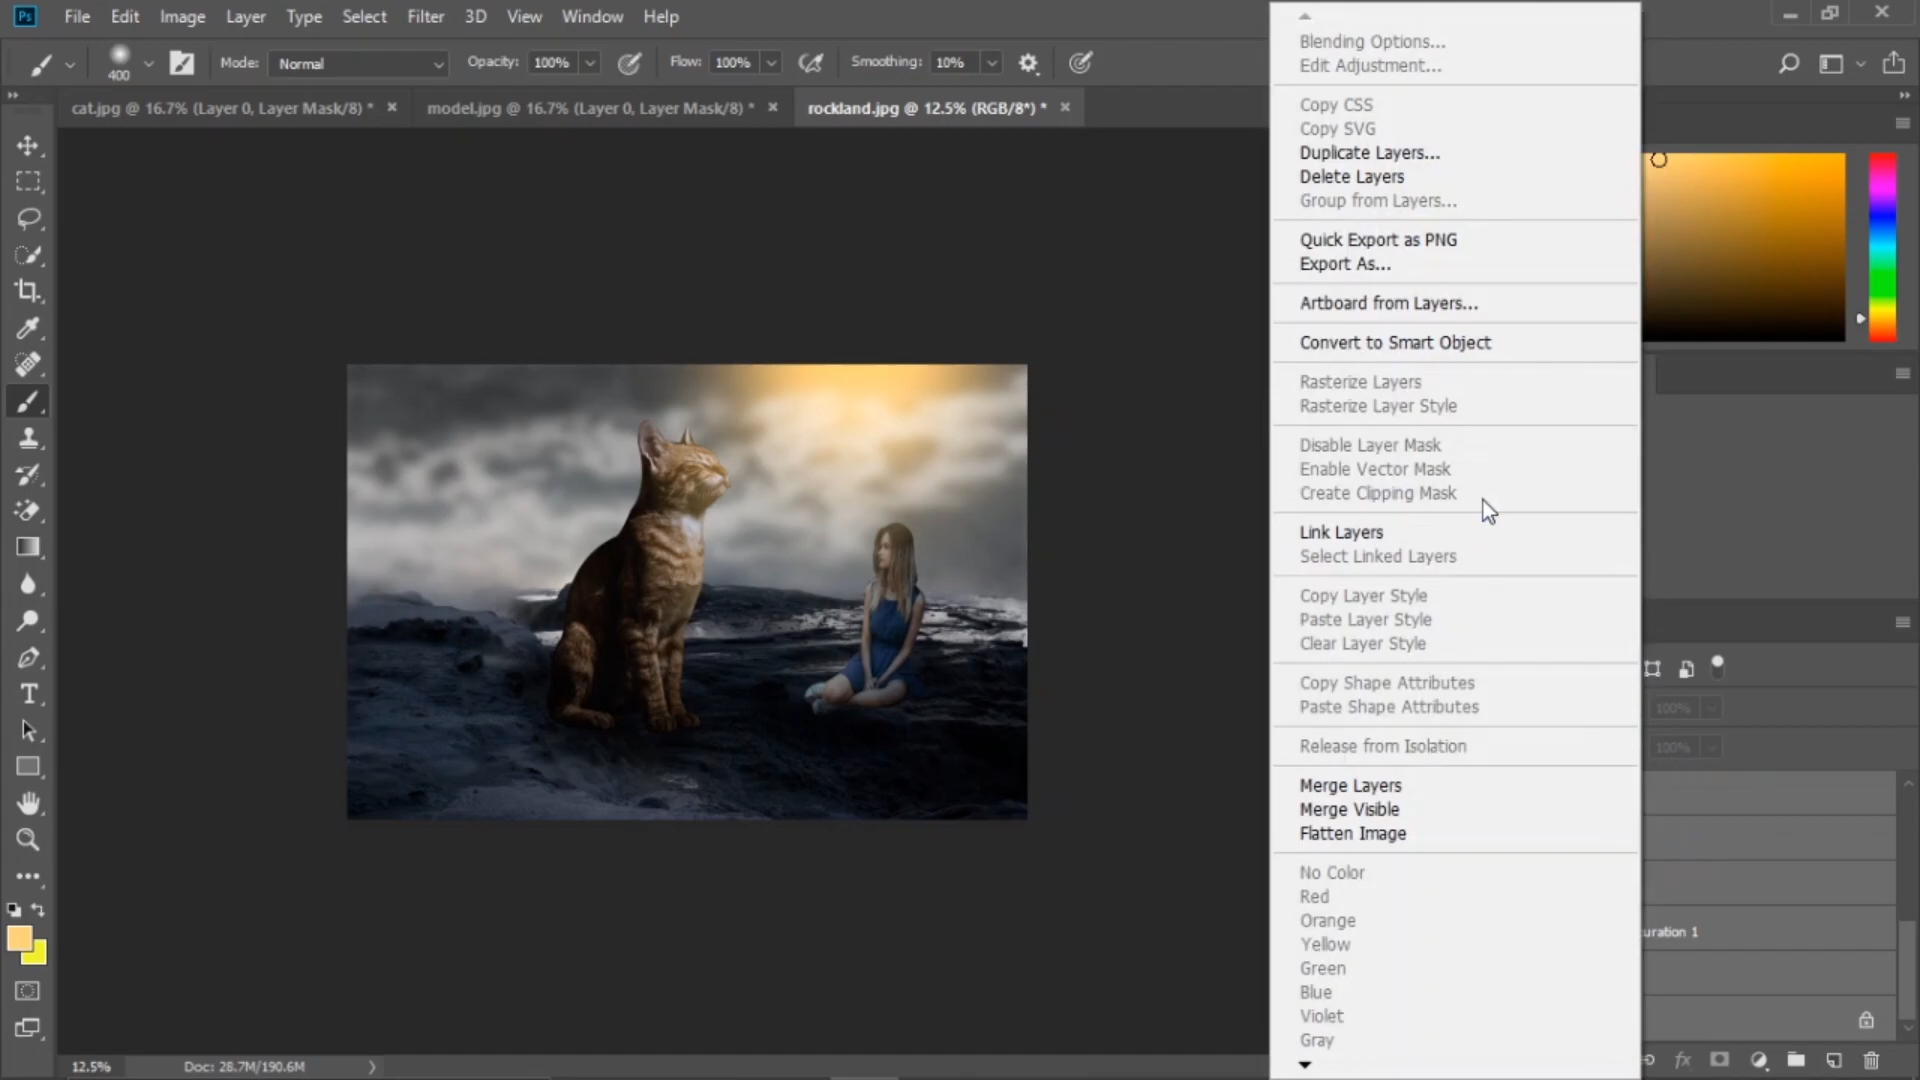 Ps File Edit Image Layer Type Select Filter 3D View Window Help
400 Mode: Normal Opacity: 100% Flow: 100% Smoothing: 10%
cat.jpg @ 16.7% (Layer 0, Layer Mask/8) * model.jpg @ 16.7% (Layer 0, Layer Mask/8) * rockland.jpg @ 12.5% (RGB/8*) *
Blending Options...
Edit Adjustment...
Copy CSS
Copy SVG
Duplicate Layers...
Delete Layers
Group from Layers...
Quick Export as PNG
Export As...
Artboard from Layers...
Convert to Smart Object
Rasterize Layers
Rasterize Layer Style
Disable Layer Mask
Enable Vector Mask
Create Clipping Mask
Link Layers
Select Linked Layers
Copy Layer Style
Paste Layer Style
Clear Layer Style
Copy Shape Attributes
Paste Shape Attributes
Release from Isolation
Merge Layers
Merge Visible
Flatten Image
No Color
Red
Orange
Yellow
Green
Blue
Violet
Gray
100%
100%
uration 1
fx
12.5% Doc: 28.7M/190.6M